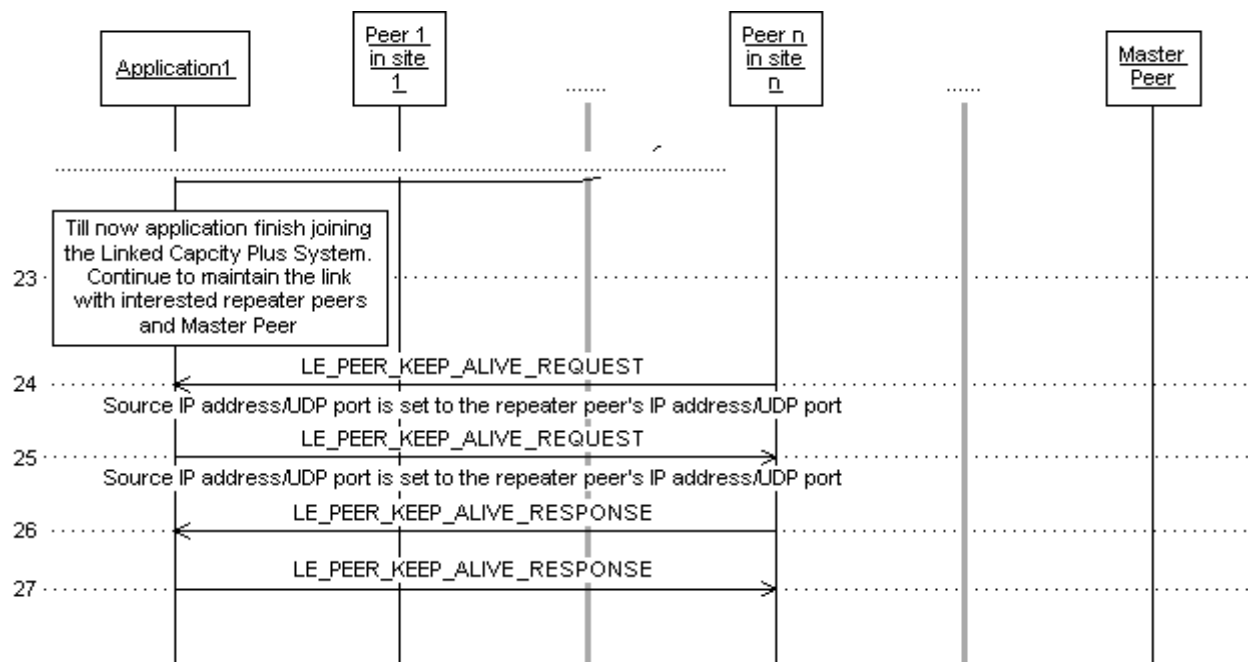 Application1
Peer 1
in site
1
......
Peer n
in site
n
......
Master
Peer
Till now application finish joining
the Linked Capcity Plus System.
Continue to maintain the link
with interested repeater peers
and Master Peer
23
LE_PEER_KEEP_ALIVE_REQUEST
24
Source IP address/UDP port is set to the repeater peer's IP address/UDP port
LE_PEER_KEEP_ALIVE_REQUEST
25
Source IP address/UDP port is set to the repeater peer's IP address/UDP port
LE_PEER_KEEP_ALIVE_RESPONSE
26
LE_PEER_KEEP_ALIVE_RESPONSE
27